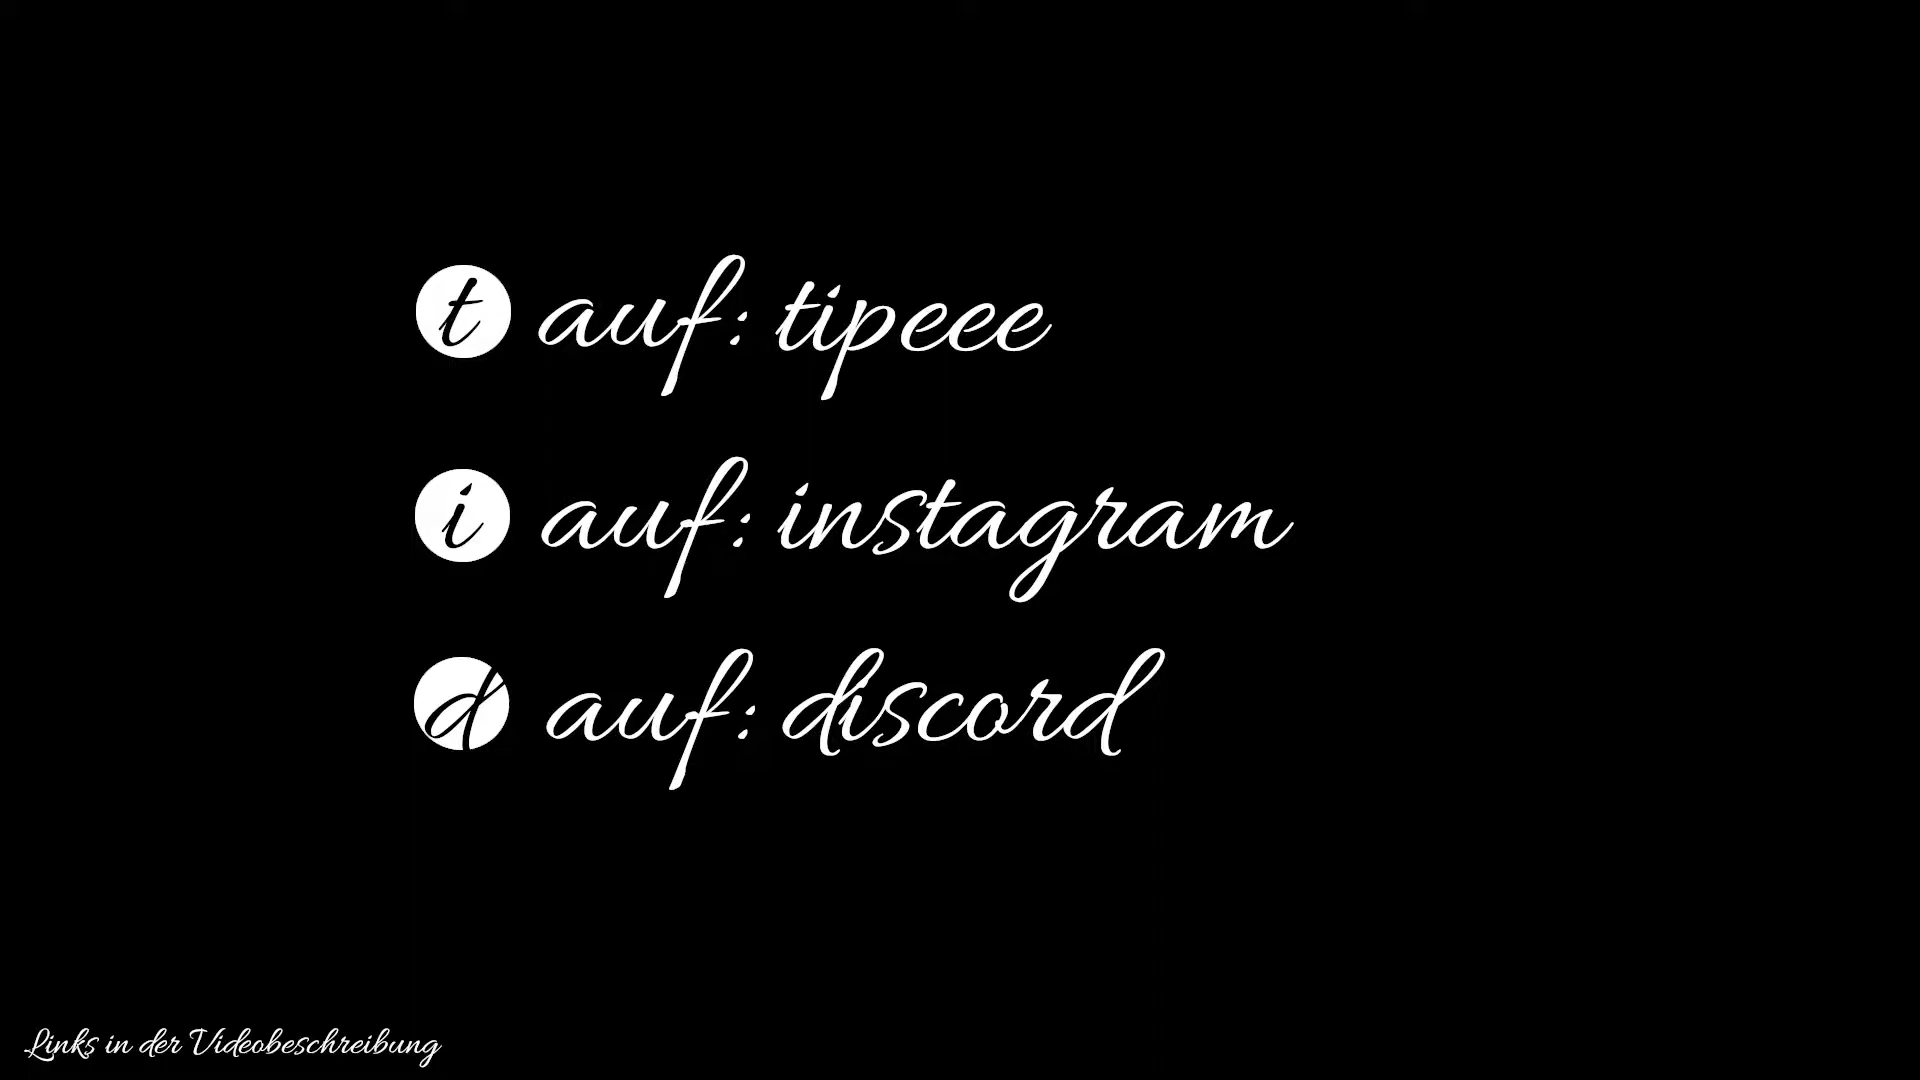 t auf: tipeee
i auf: instagram
d auf: discord
Links in der Videobeschreibung